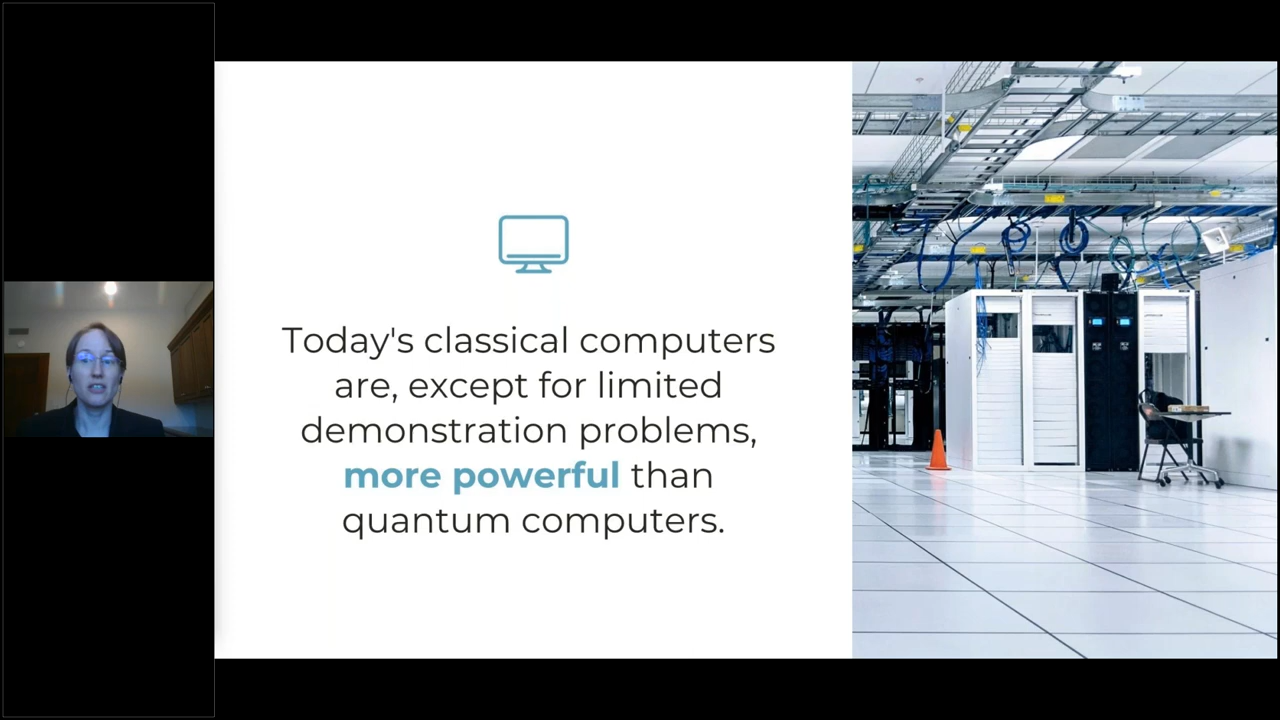 Today's classical computers
are, except for limited
demonstration problems,
more powerful than
quantum computers.